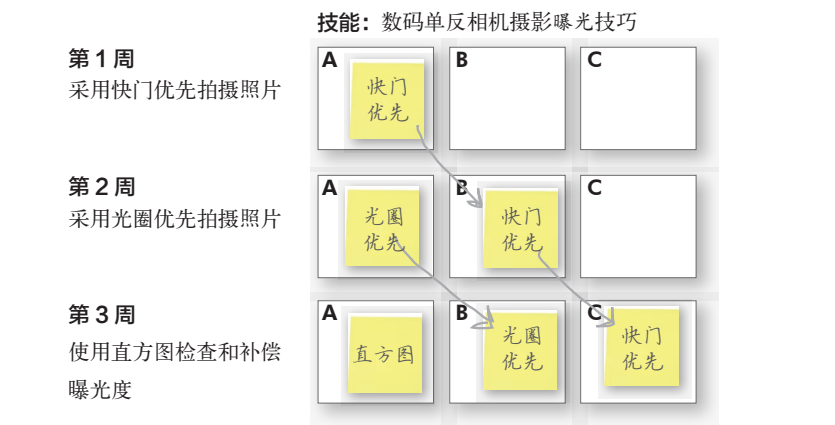 技能：数码单反相机摄影曝光技巧
第 1 周
采用快门优先拍摄照片
A
B
C
快门
优先
第 2 周
采用光圈优先拍摄照片
A
B
C
光圈
优先
快门
优先
第 3 周
使用直方图检查和补偿
曝光度
A
B
C
直方图
光圈
优先
快门
优先